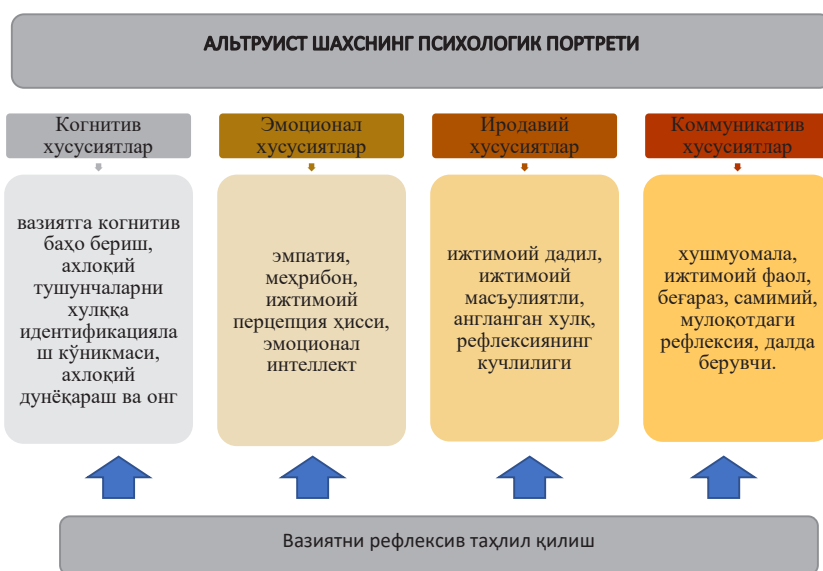 АЛЬТРУИСТ ШАХСНИНГ ПСИХОЛОГИК ПОРТРЕТИ
Когнитив
хусусиятлар
Эмоционал
хусусиятлар
Иродавий
хусусиятлар
Коммуникатив
хусусиятлар
вазиятга когнитив
баҳо бериш,
ахлоқий
тушунчаларни
хулққа
идентификацияла
ш кўникмаси,
ахлоқий
дунёқараш ва онг
эмпатия,
меҳрибон,
ижтимоий
перцепция ҳисси,
эмоционал
интеллект
ижтимоий дадил,
ижтимоий
масъулиятли,
англанган хулқ,
рефлексиянинг
кучлилиги
хушмуомала,
ижтимоий фаол,
беғараз, самимий,
мулоқотдаги
рефлексия, далда
берувчи.
Вазиятни рефлексив таҳлил қилиш